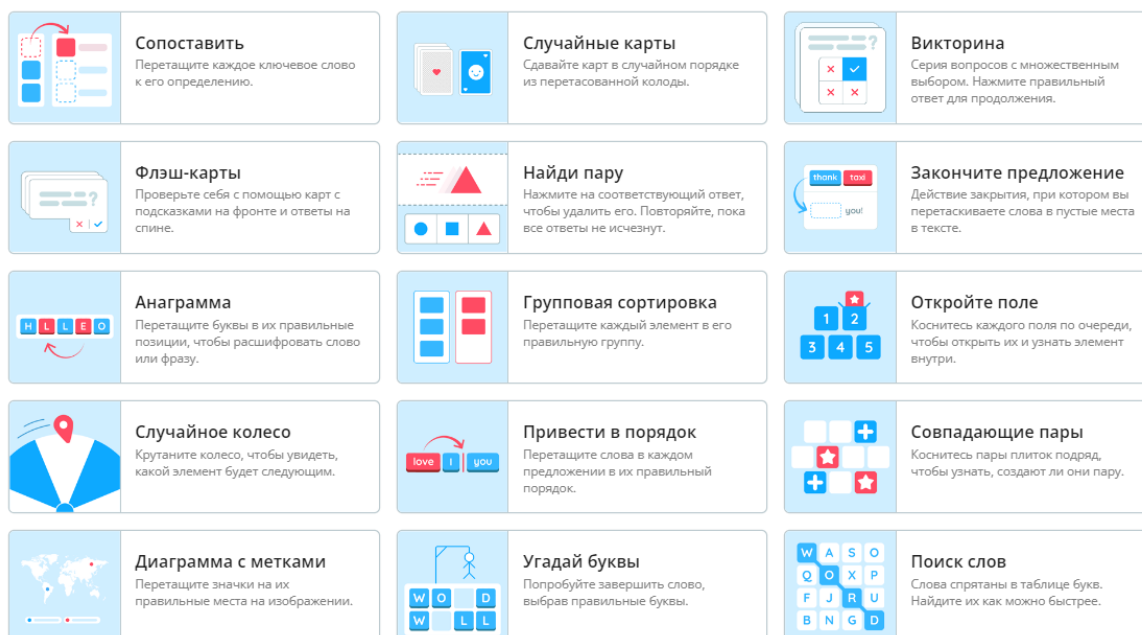 Сопоставить
Перетащите каждое ключевое слово
к его определению.
Случайные карты
Сдавайте карт в случайном порядке
из перетасованной колоды.
?
Викторина
Серия вопросов с множественным
выбором. Нажмите правильный
ответ для продолжения.
?
Флэш-карты
Проверьте себя с помощью карт с
подсказками на фронте и ответы на
спине.
Найди пару
Нажмите на соответствующий ответ,
чтобы удалить его. Повторяйте, пока
все ответы не исчезнут.
thank taxi
you!
Закончите предложение
Действие закрытия, при котором вы
перетаскиваете слова в пустые места
в тексте.
H L L E O
Анаграмма
Перетащите буквы в их правильные
позиции, чтобы расшифровать слово
или фразу.
Групповая сортировка
Перетащите каждый элемент в его
правильную группу.
1 2
3 4 5
Откройте поле
Коснитесь каждого поля по очереди,
чтобы открыть их и узнать элемент
внутри.
Случайное колесо
Крутаните колесо, чтобы увидеть,
какой элемент будет следующим.
love I you
Привести в порядок
Перетащите слова в каждом
предложении в их правильный
порядок.
Совпадающие пары
Коснитесь пары плиток подряд,
чтобы узнать, создают ли они пару.
Диаграмма с метками
Перетащите значки на их
правильные места на изображении.
W O D
W L L
Угадай буквы
Попробуйте завершить слово,
выбрав правильные буквы.
W A S O
Q O X P
F J R U
B N G D
Поиск слов
Слова спрятаны в таблице букв.
Найдите их как можно быстрее.